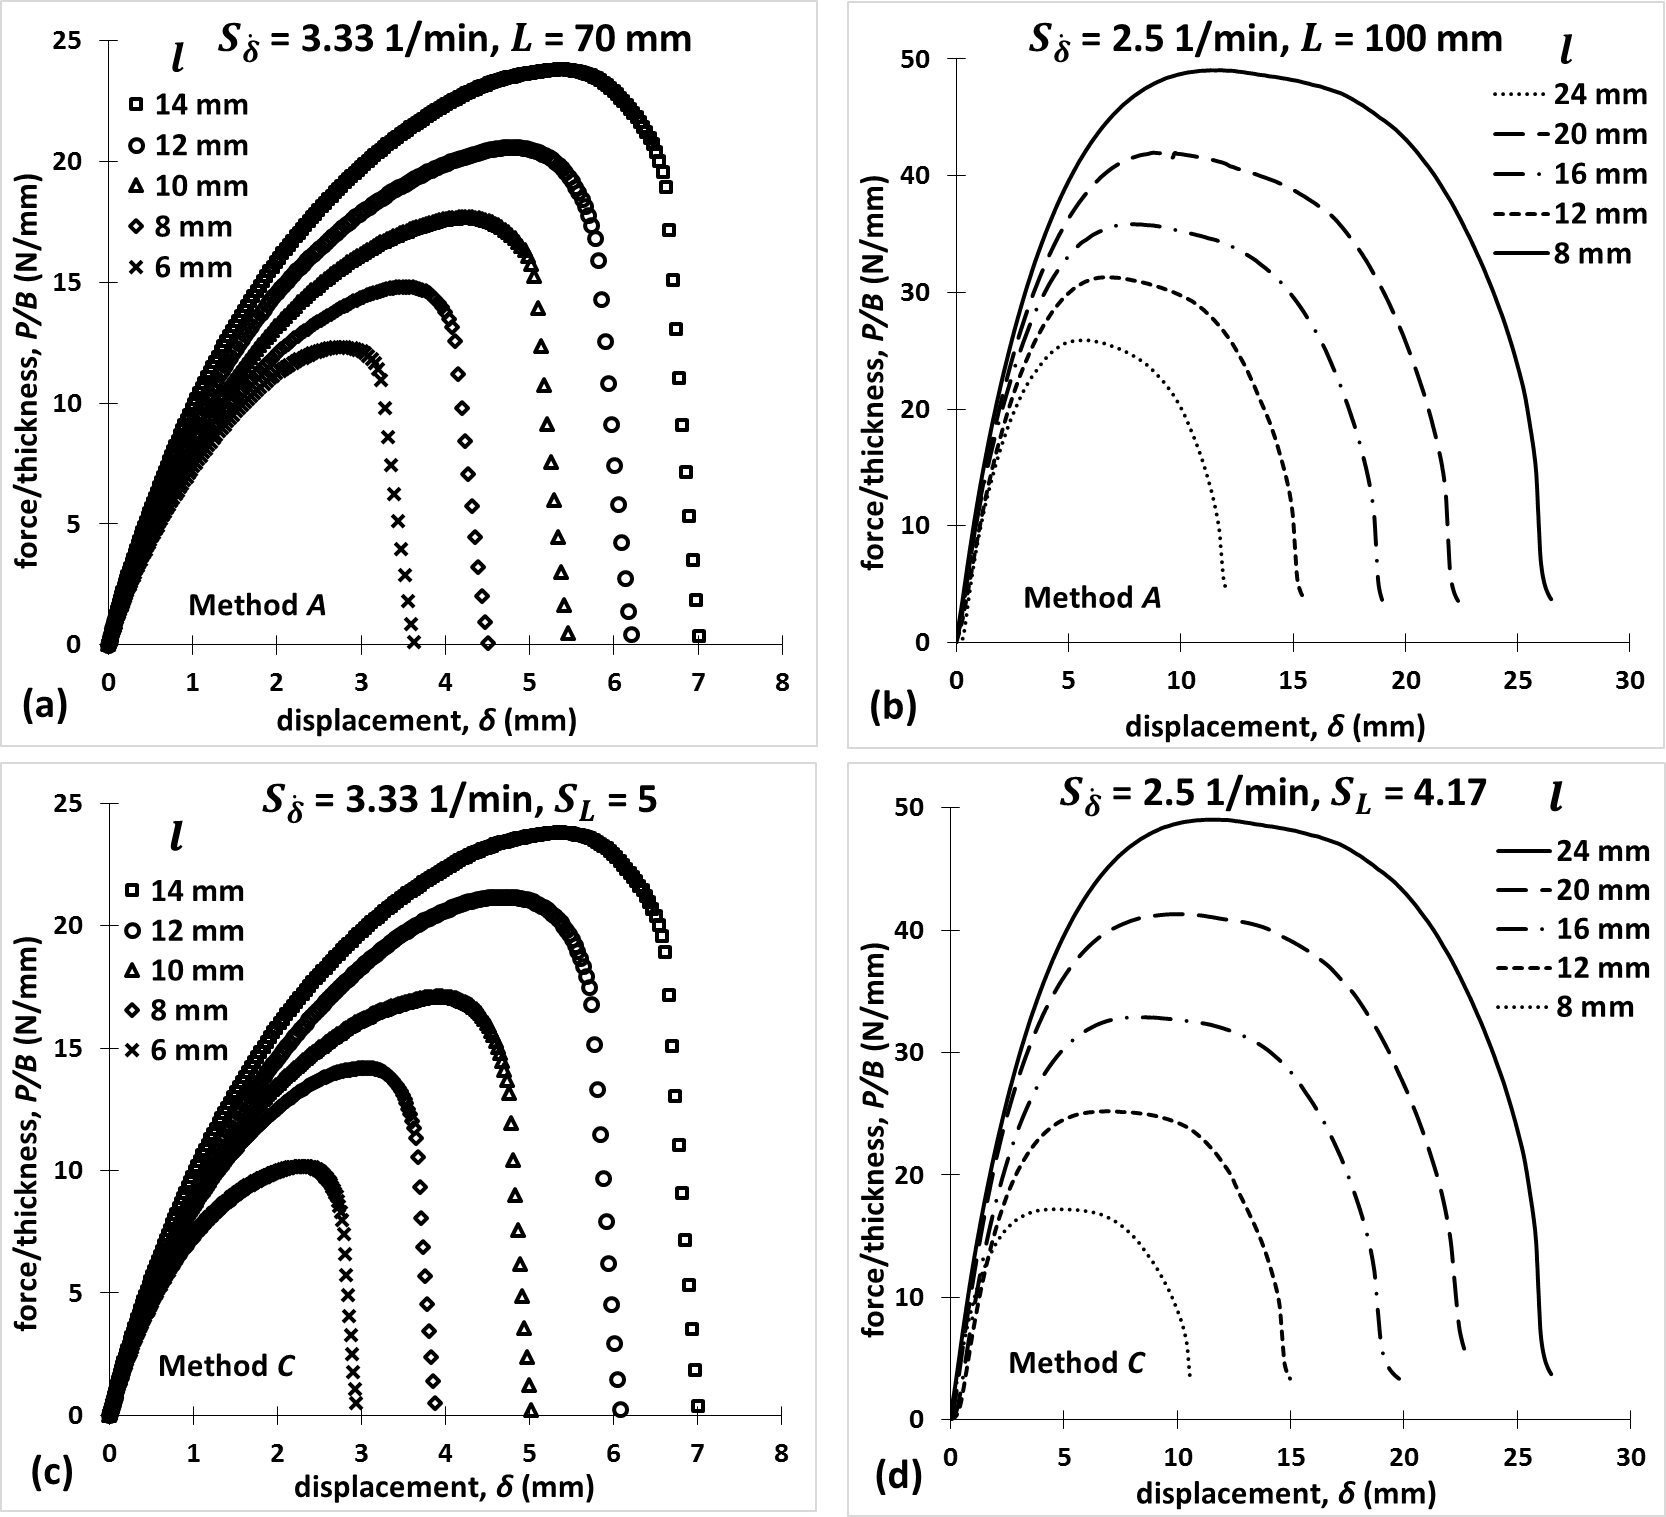 Sδ̇ = 3.33 1/min, L = 70 mm
l
14 mm
12 mm
10 mm
8 mm
6 mm
25
20
15
10
5
0
force/thickness, P/B (N/mm)
Method A
0 1 2 3 4 5 6 7 8
displacement, δ (mm)
(a)
Sδ̇ = 2.5 1/min, L = 100 mm
l
24 mm
20 mm
16 mm
12 mm
8 mm
50
40
30
20
10
0
force/thickness, P/B (N/mm)
Method A
0 5 10 15 20 25 30
displacement, δ (mm)
(b)
Sδ̇ = 3.33 1/min, SL = 5
l
14 mm
12 mm
10 mm
8 mm
6 mm
25
20
15
10
5
0
force/thickness, P/B (N/mm)
Method C
0 1 2 3 4 5 6 7 8
displacement, δ (mm)
(c)
Sδ̇ = 2.5 1/min, SL = 4.17
l
24 mm
20 mm
16 mm
12 mm
8 mm
50
40
30
20
10
0
force/thickness, P/B (N/mm)
Method C
0 5 10 15 20 25 30
displacement, δ (mm)
(d)